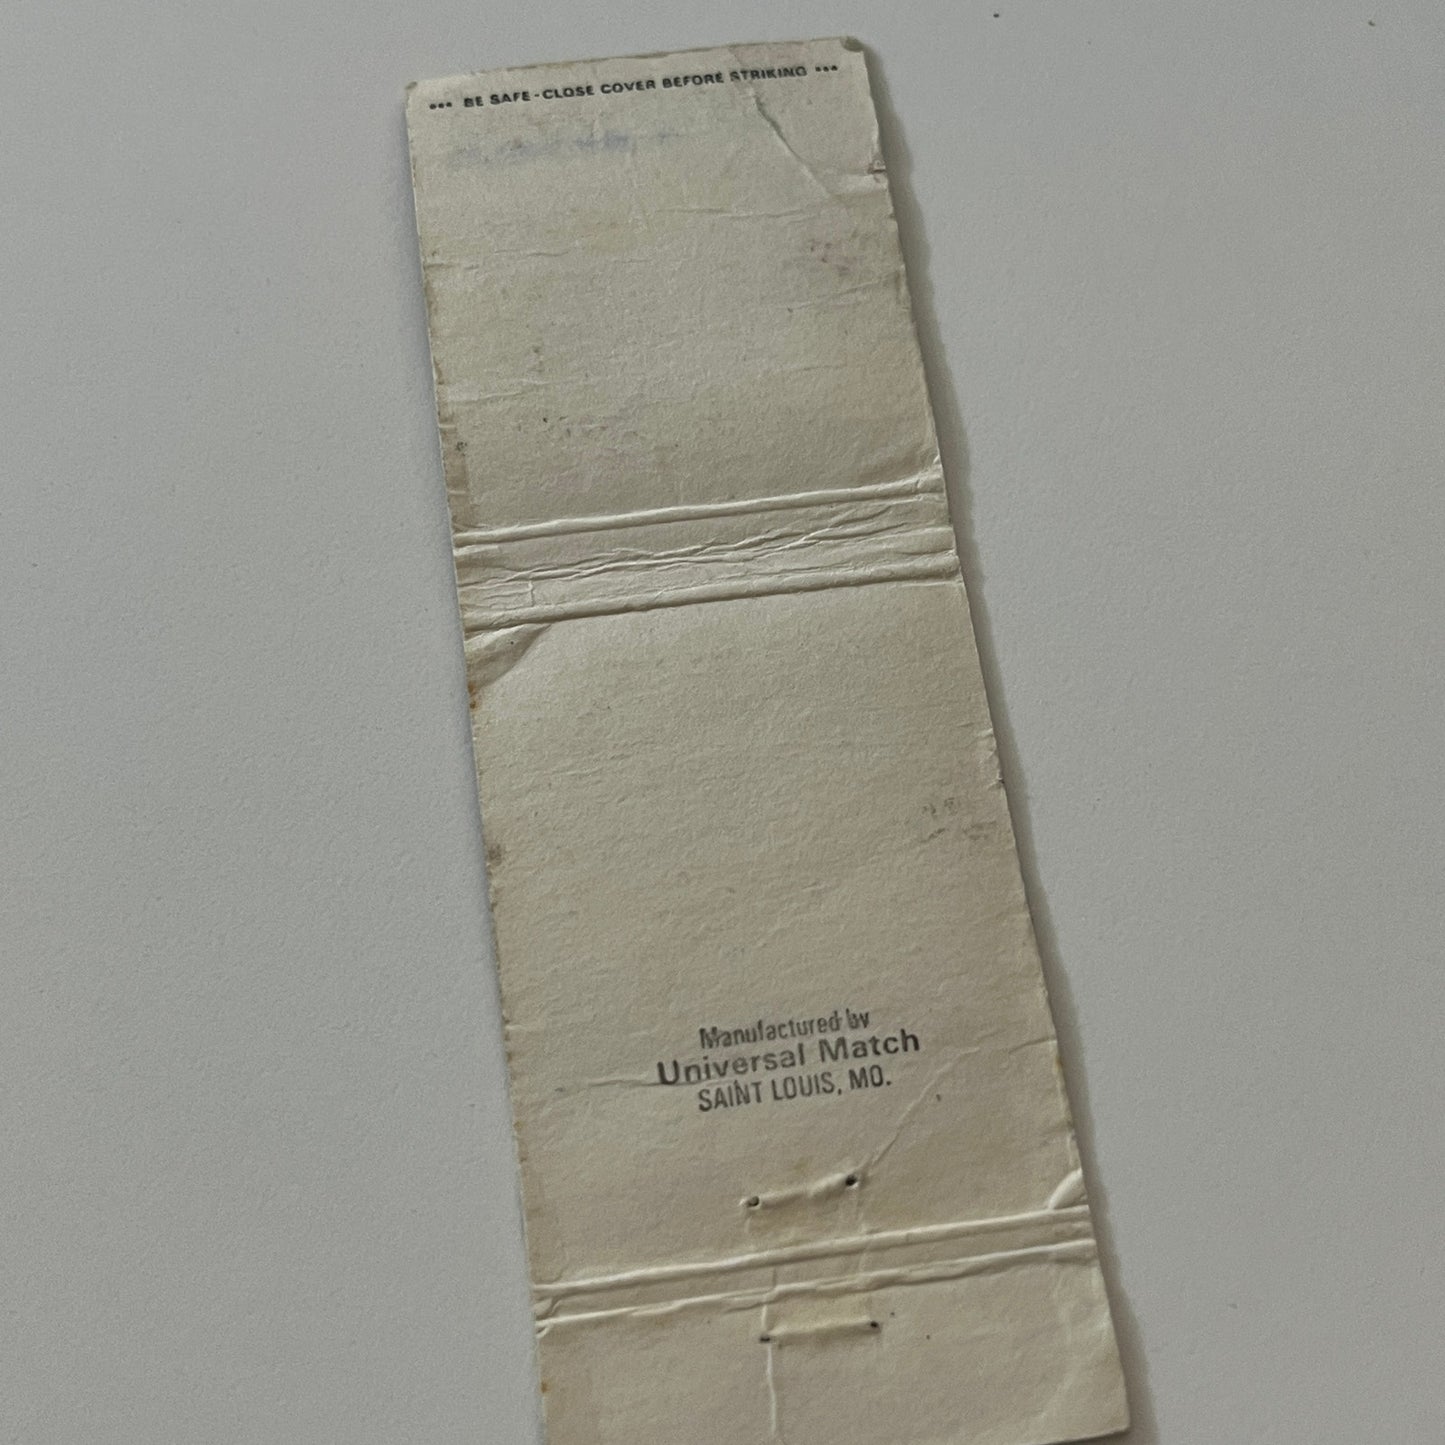 ••• BE SAFE - CLOSE COVER BEFORE STRIKING •••
Manufactured by
Universal Match
SAINT LOUIS, MO.